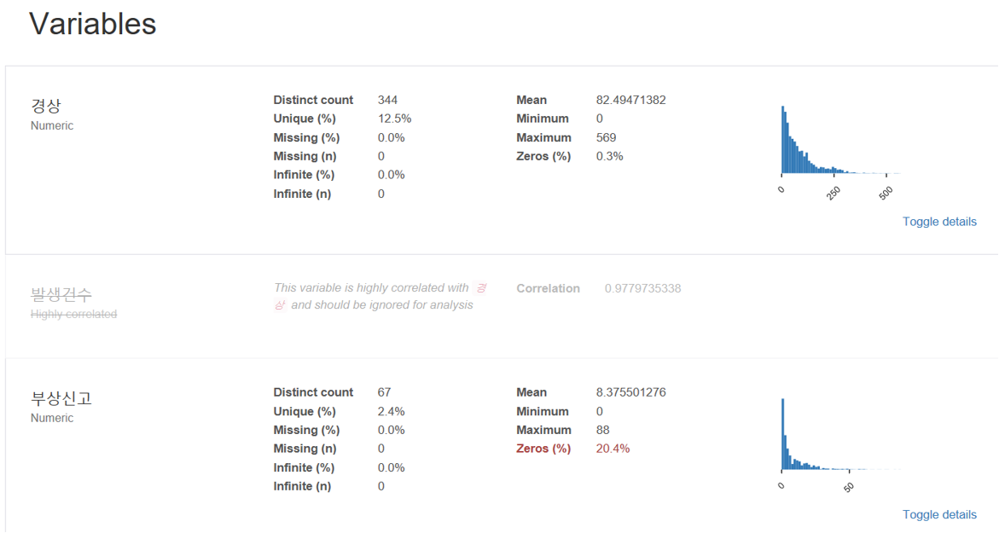 Variables
경상
Numeric
Distinct count 344
Unique (%) 12.5%
Missing (%) 0.0%
Missing (n) 0
Infinite (%) 0.0%
Infinite (n) 0
Mean 82.49471382
Minimum 0
Maximum 569
Zeros (%) 0.3%
0 250 500
Toggle details
발생건수
Highly correlated
This variable is highly correlated with 경
상 and should be ignored for analysis
Correlation 0.9779735338
부상신고
Numeric
Distinct count 67
Unique (%) 2.4%
Missing (%) 0.0%
Missing (n) 0
Infinite (%) 0.0%
Infinite (n) 0
Mean 8.375501276
Minimum 0
Maximum 88
Zeros (%) 20.4%
0 50
Toggle details